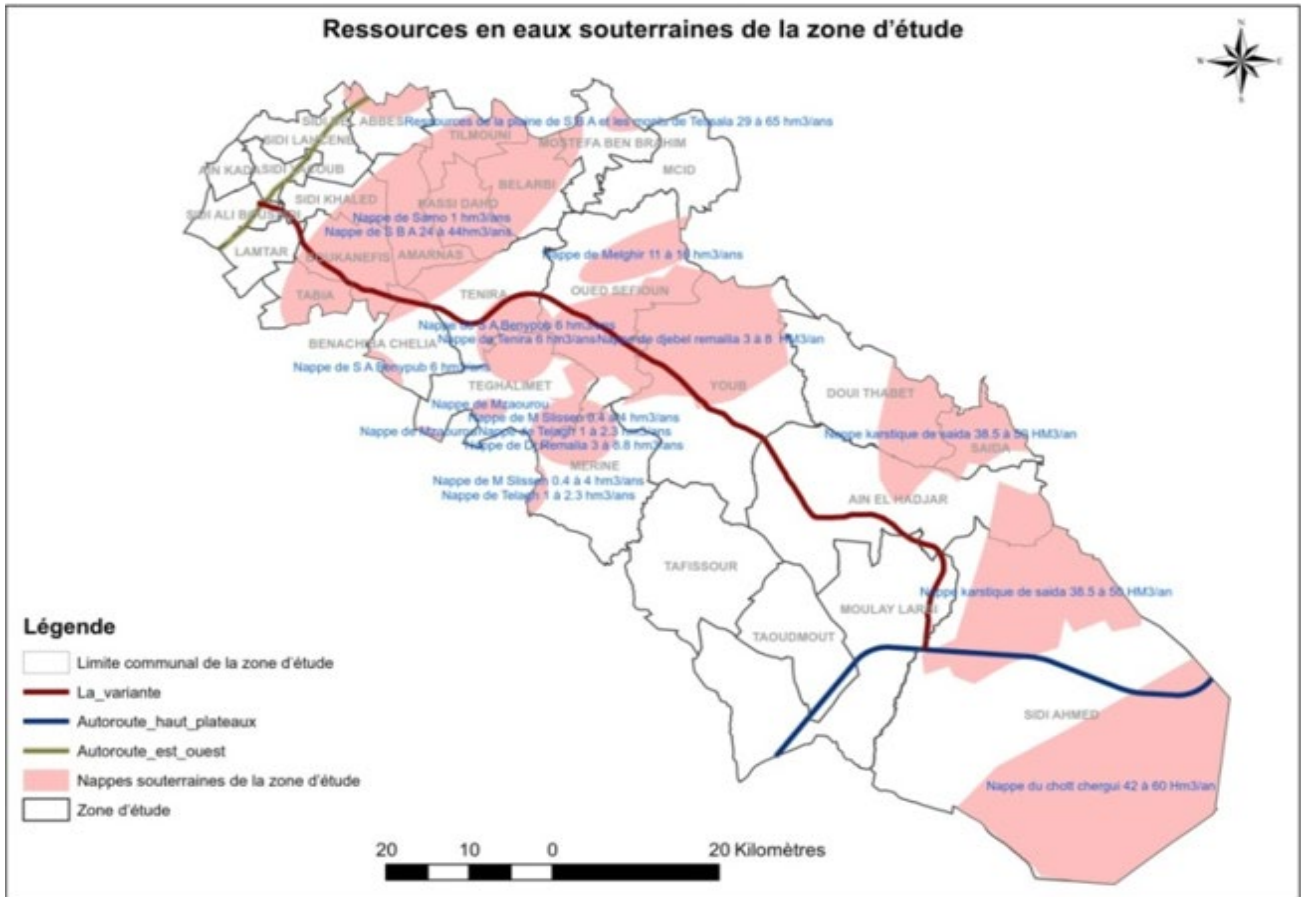 Ressources en eaux souterraines de la zone d'étude
N
W
E
S
ABBES
Ressources de la plaine de S B A et les monts de Tessala 29 à 65 hm3/ans
SIDI LAHCENE
TILMOUNI
MOSTEFA BEN BRAHIM
MCID
BELARBI
SIDI KHALED
HASSI DAHO
SIDI ALI BOUSSIDI
Nappe de Sarno 1 hm3/ans
Nappe de S B A 24 à 44hm3/ans
LAMTAR
BOUKANEFIS
AMARNAS
Nappe de Melghir 11 à 19 hm3/ans
TABIA
TENIRA
OUED SEFIOUN
Nappe de S A Benypub 6 hm3/ans
BENACHIBA CHELIA
Nappe de Tenira 6 hm3/ans
Nappe de djebel remailia 3 à 8 HM3/an
Nappe de S A Benypub 6 hm3/ans
TEGHALIMET
YOUB
DOUI THABET
Nappe de Mzaourou
Nappe de M Slissen 0.4 à 4 hm3/ans
Nappe de Mzaourou
Nappe de Telagh 1 à 2.3 hm3/ans
Nappe karstique de saida 38.5 à 50 HM3/an
Nappe de Dj Remailia 3 à 8.8 hm3/ans
SAIDA
MERINE
Nappe de M Slissen 0.4 à 4 hm3/ans
Nappe de Telagh 1 à 2.3 hm3/ans
AIN EL HADJAR
TAFISSOUR
Nappe karstique de saida 38.5 à 50 HM3/an
MOULAY LARBI
TAOUDMOUT
SIDI AHMED
Nappe du chott chergui 42 à 60 Hm3/an
Légende
Limite communal de la zone d'étude
La_variante
Autoroute_haut_plateaux
Autoroute_est_ouest
Nappes souterraines de la zone d'étude
Zone d'étude
20 10 0 20 Kilomètres